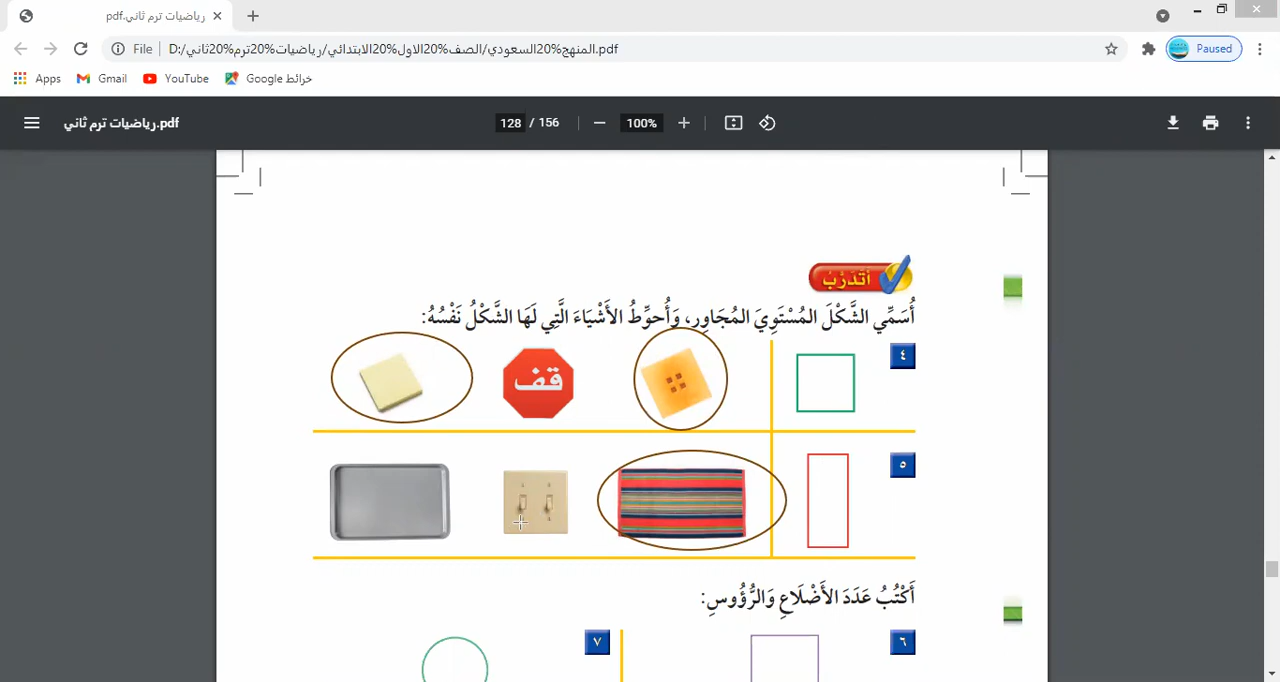 رياضيات ترم ثاني.pdf
Paused
File
D:/المنهج%20السعودي/الصف%20الاول%20الابتدائي/رياضيات%20ترم%20ثاني.pdf
Apps
Gmail
YouTube
خرائط Google
رياضيات ترم ثاني.pdf
128 / 156
100%
أتدرب
أُسَمِّي الشَّكْلَ المُسْتَوِيَ المُجَاوِرِ، وَأُحوِّطُ الأَشْيَاءَ الَّتِي لَهَا الشَّكْلُ نَفْسُهُ:
٤
قف
٥
أَكْتُبُ عَدَدَ الأَضْلَاعِ وَالرُّؤُوسِ:
٦
٧